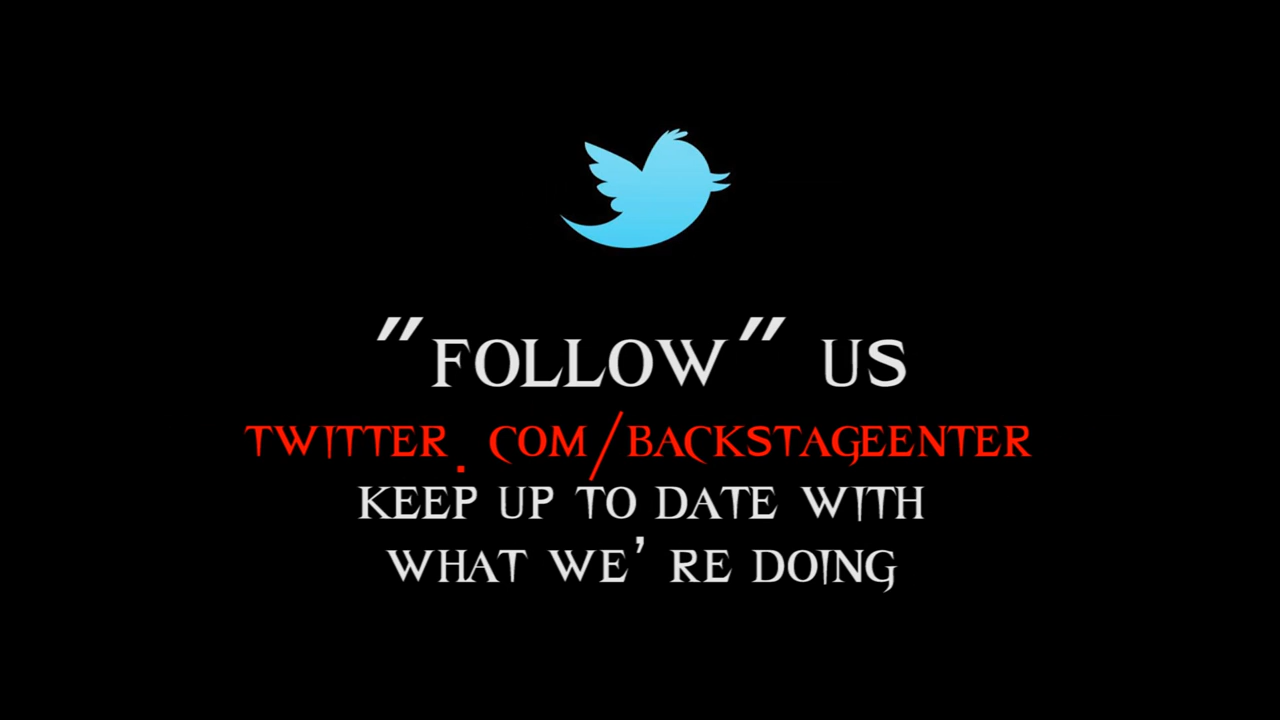 "FOLLOW" US
TWITTER.COM/BACKSTAGEENTER
KEEP UP TO DATE WITH
WHAT WE'RE DOING